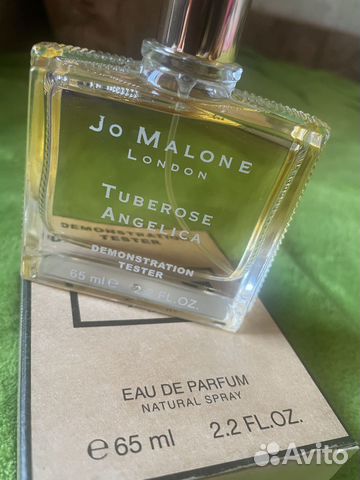 JO MALONE
LONDON
TUBEROSE
ANGELICA
DEMONSTRATION
TESTER
65 ml e 2.2 FL.OZ.
DEMONSTRATION
TESTER
EAU DE PARFUM
NATURAL SPRAY
e 65 ml 2.2 FL.OZ.
Avito